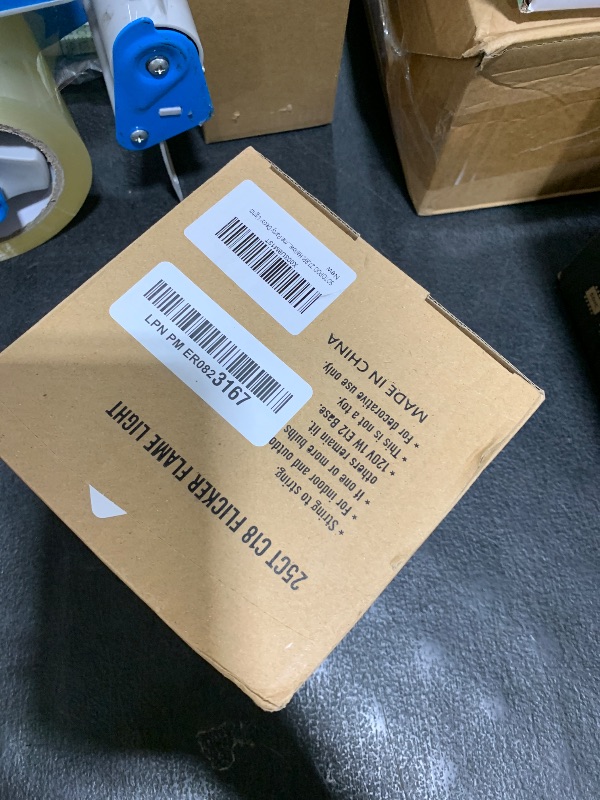 25CT C18 FLICKER FLAME LIGHT
* String to string.
* For indoor and outdo
* If one or more bulbs
others remain lit.
* 120V 1W E12 Base.
* This is not a toy.
* For decorative use only.
MADE IN CHINA
LPN PM ER0823167
New